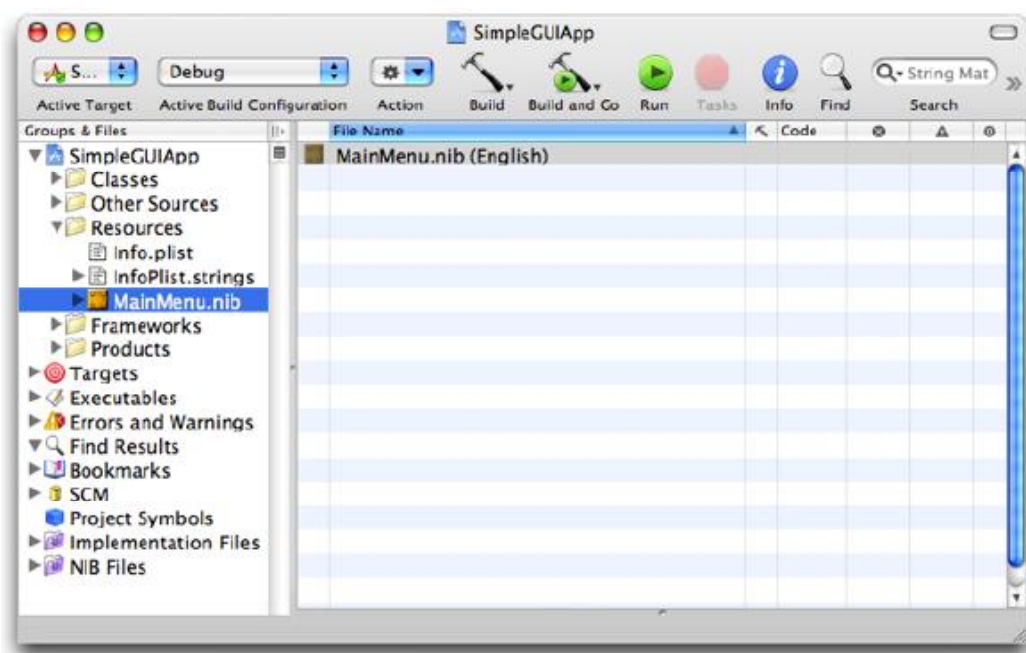 SimpleGUIApp
S... Debug String Mat
Active Target Active Build Configuration Action Build Build and Go Run Tasks Info Find Search
Groups & Files File Name Code
SimpleGUIApp MainMenu.nib (English)
Classes
Other Sources
Resources
Info.plist
InfoPlist.strings
MainMenu.nib
Frameworks
Products
Targets
Executables
Errors and Warnings
Find Results
Bookmarks
SCM
Project Symbols
Implementation Files
NIB Files